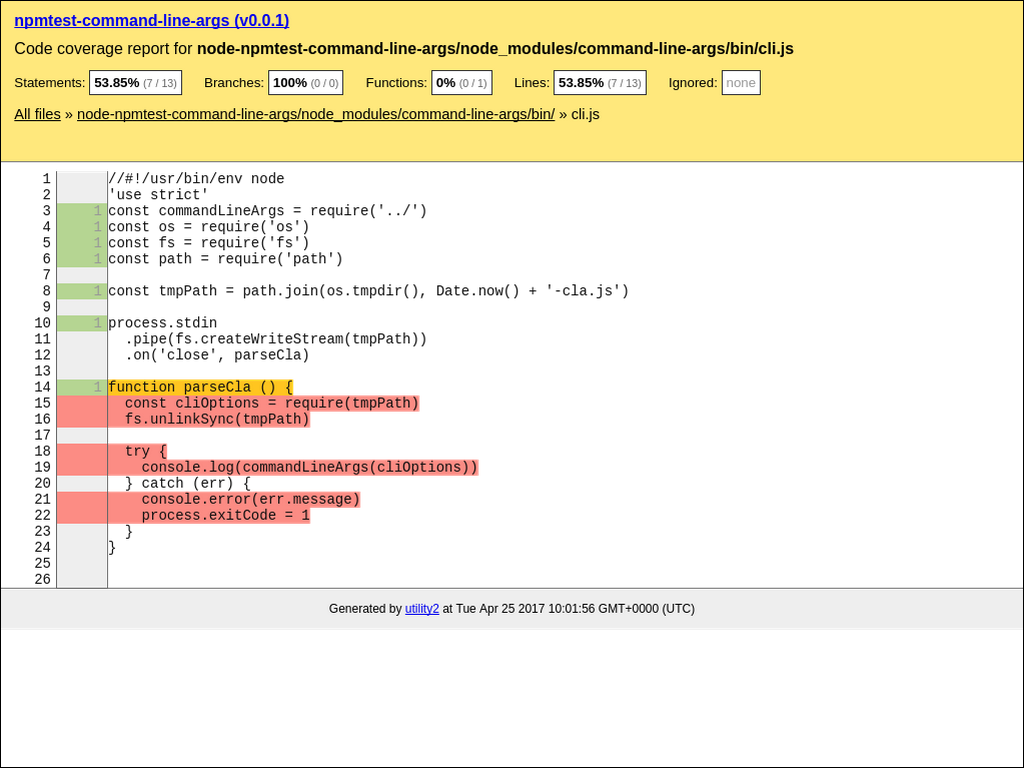 npmtest-command-line-args (v0.0.1)
Code coverage report for node-npmtest-command-line-args/node_modules/command-line-args/bin/cli.js
Statements: 53.85% (7 / 13) Branches: 100% (0 / 0) Functions: 0% (0 / 1) Lines: 53.85% (7 / 13) Ignored: none
All files » node-npmtest-command-line-args/node_modules/command-line-args/bin/ » cli.js
1 //#!/usr/bin/env node
2 'use strict'
3 1 const commandLineArgs = require('../')
4 1 const os = require('os')
5 1 const fs = require('fs')
6 1 const path = require('path')
7
8 1 const tmpPath = path.join(os.tmpdir(), Date.now() + '-cla.js')
9
10 1 process.stdin
11 .pipe(fs.createWriteStream(tmpPath))
12 .on('close', parseCla)
13
14 1 function parseCla () {
15 const cliOptions = require(tmpPath)
16 fs.unlinkSync(tmpPath)
17
18 try {
19 console.log(commandLineArgs(cliOptions))
20 } catch (err) {
21 console.error(err.message)
22 process.exitCode = 1
23 }
24 }
25
26
Generated by utility2 at Tue Apr 25 2017 10:01:56 GMT+0000 (UTC)